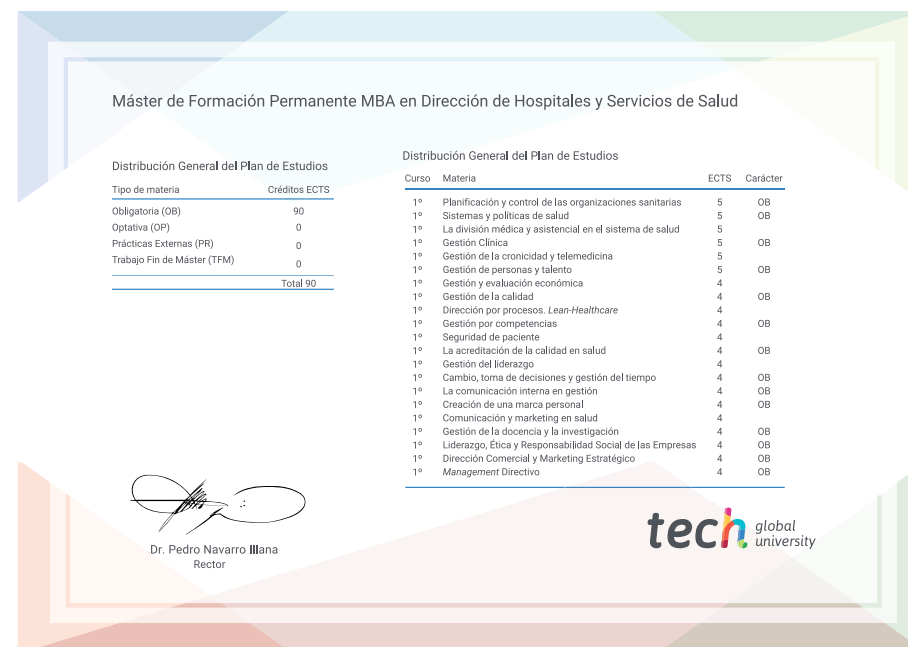 Máster de Formación Permanente MBA en Dirección de Hospitales y Servicios de Salud
Distribución General del Plan de Estudios
Tipo de materia Créditos ECTS
Obligatoria (OB) 90
Optativa (OP) 0
Prácticas Externas (PR) 0
Trabajo Fin de Máster (TFM) 0
Total 90
Distribución General del Plan de Estudios
Curso Materia ECTS Carácter
1º Planificación y control de las organizaciones sanitarias 5 OB
1º Sistemas y políticas de salud 5 OB
1º La división médica y asistencial en el sistema de salud 5
1º Gestión Clínica 5 OB
1º Gestión de la cronicidad y telemedicina 5
1º Gestión de personas y talento 5 OB
1º Gestión y evaluación económica 4
1º Gestión de la calidad 4 OB
1º Dirección por procesos. Lean-Healthcare 4
1º Gestión por competencias 4 OB
1º Seguridad de paciente 4
1º La acreditación de la calidad en salud 4 OB
1º Gestión del liderazgo 4
1º Cambio, toma de decisiones y gestión del tiempo 4 OB
1º La comunicación interna en gestión 4 OB
1º Creación de una marca personal 4 OB
1º Comunicación y marketing en salud 4
1º Gestión de la docencia y la investigación 4 OB
1º Liderazgo, Ética y Responsabilidad Social de las Empresas 4 OB
1º Dirección Comercial y Marketing Estratégico 4 OB
1º Management Directivo 4 OB
Dr. Pedro Navarro Illana
Rector
tech global
university